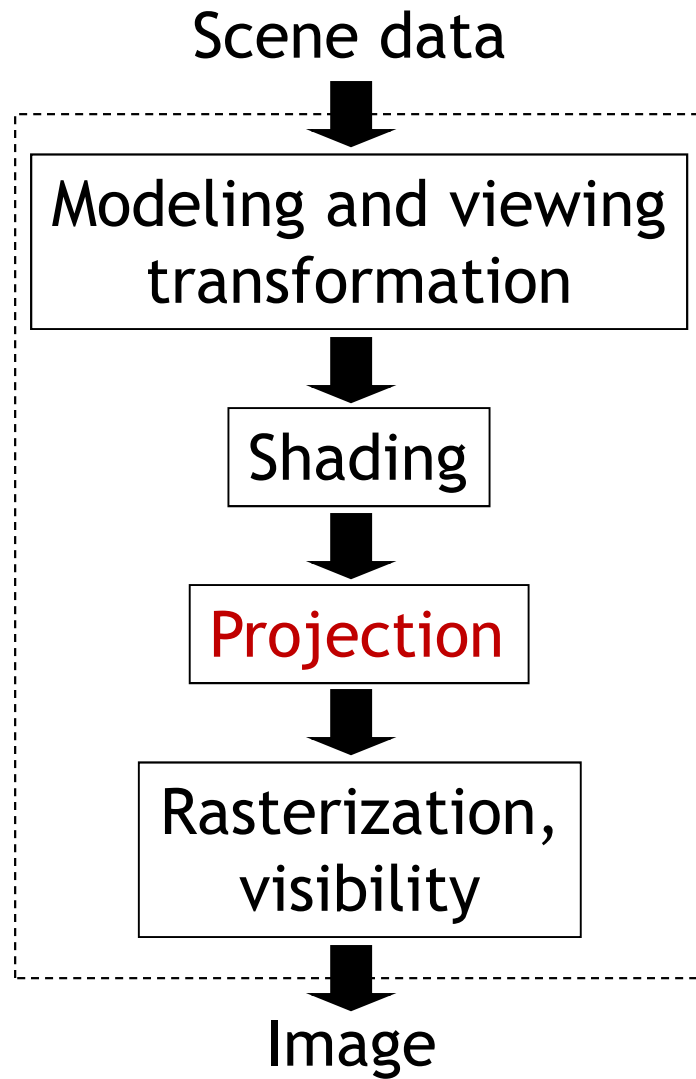 Scene data
Modeling and viewing
transformation
Shading
Projection
Rasterization,
visibility
Image